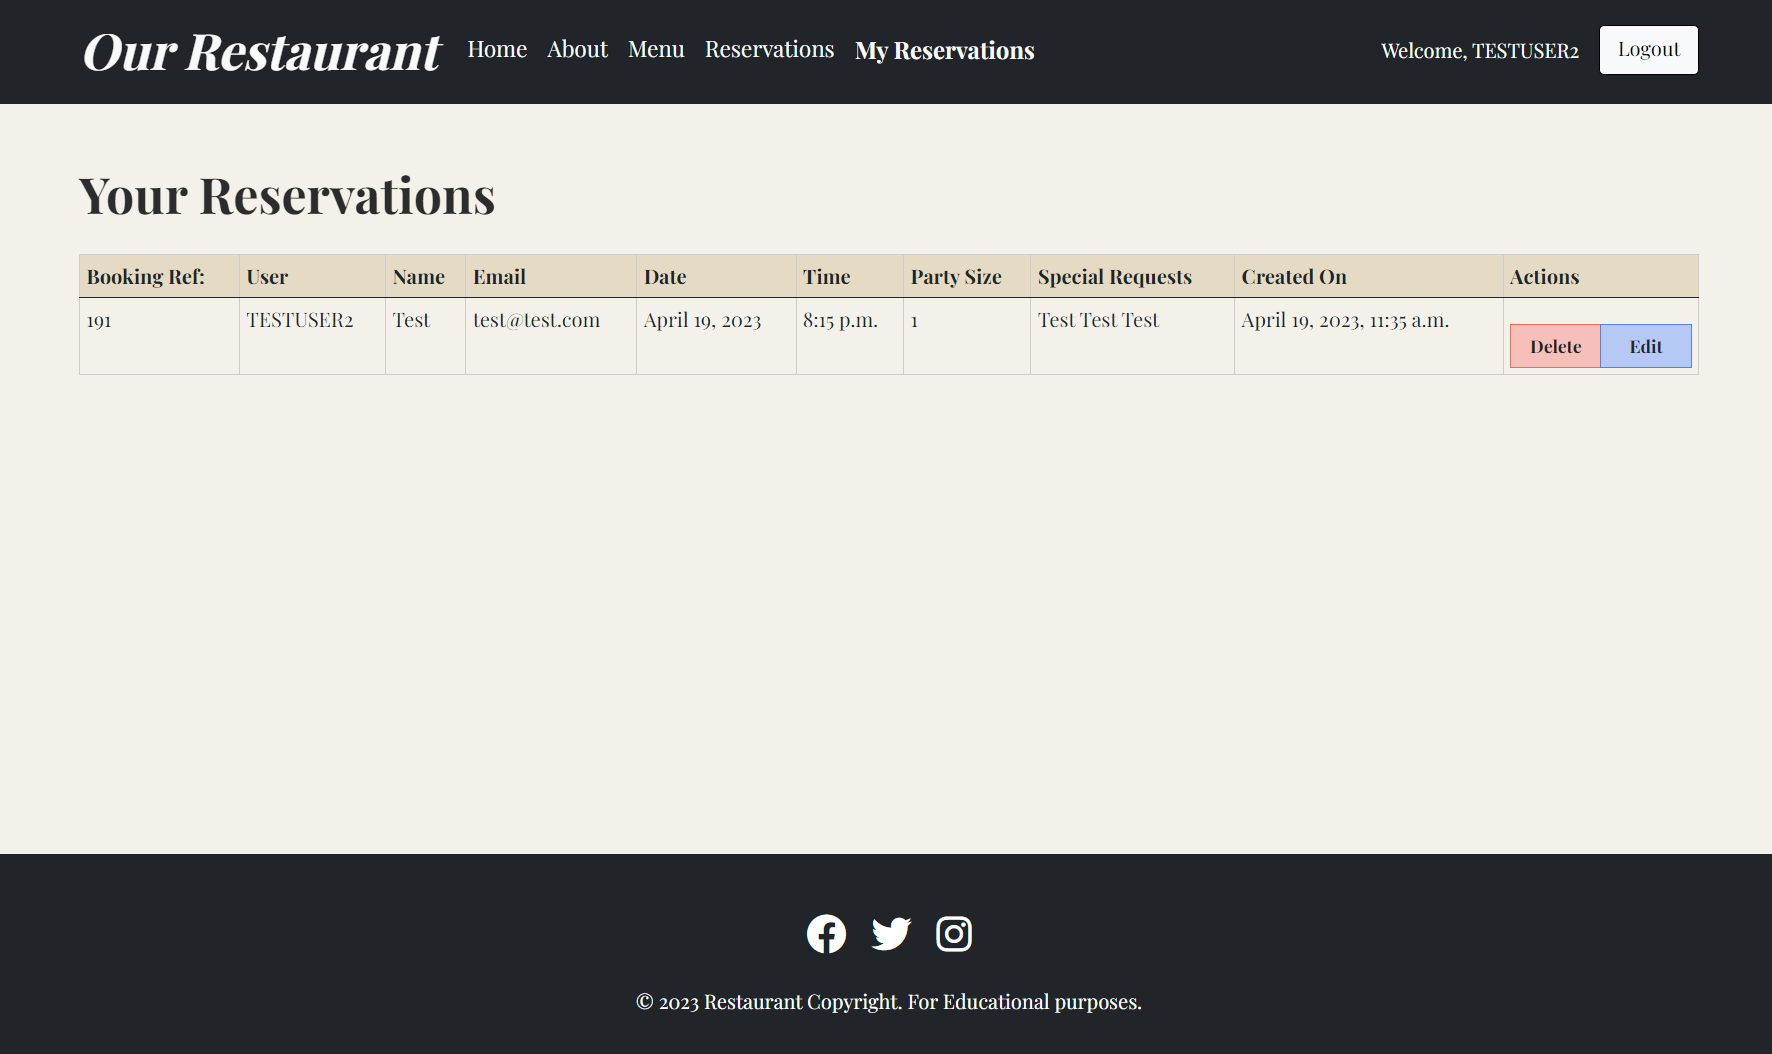 Our Restaurant Home About Menu Reservations My Reservations Welcome, TESTUSER2 Logout
Your Reservations
Booking Ref: User Name Email Date Time Party Size Special Requests Created On Actions
191 TESTUSER2 Test test@test.com April 19, 2023 8:15 p.m. 1 Test Test Test April 19, 2023, 11:35 a.m.
Delete Edit
© 2023 Restaurant Copyright. For Educational purposes.